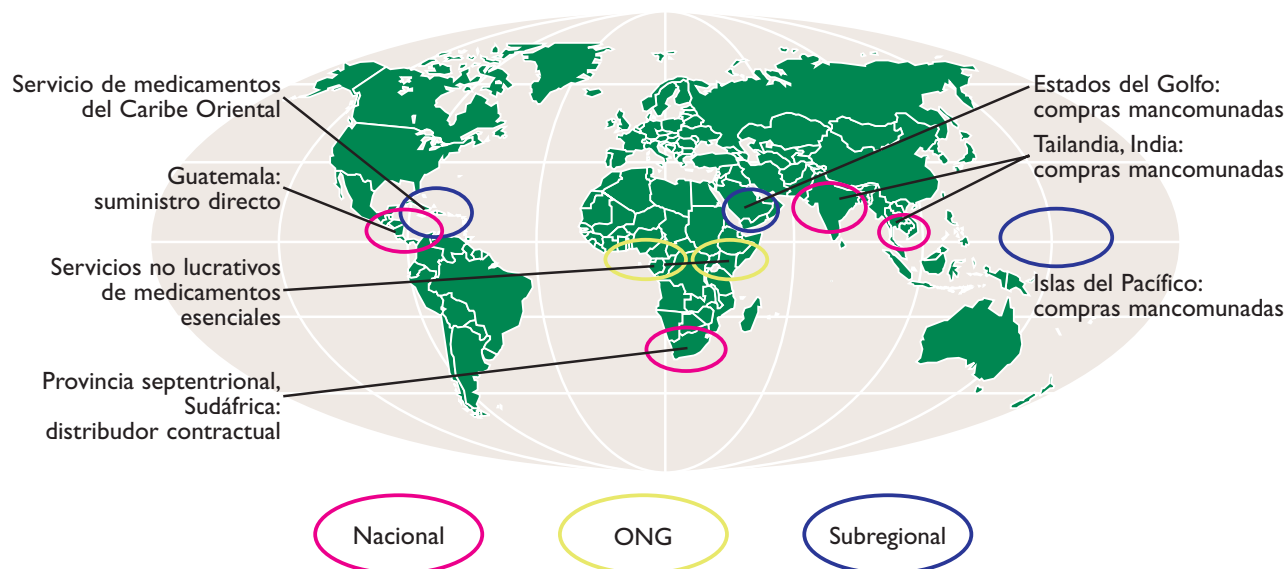 Servicio de medicamentos
del Caribe Oriental
Guatemala:
suministro directo
Servicios no lucrativos
de medicamentos
esenciales
Provincia septentrional,
Sudáfrica:
distribuidor contractual
Estados del Golfo:
compras mancomunadas
Tailandia, India:
compras mancomunadas
Islas del Pacífico:
compras mancomunadas
Nacional
ONG
Subregional